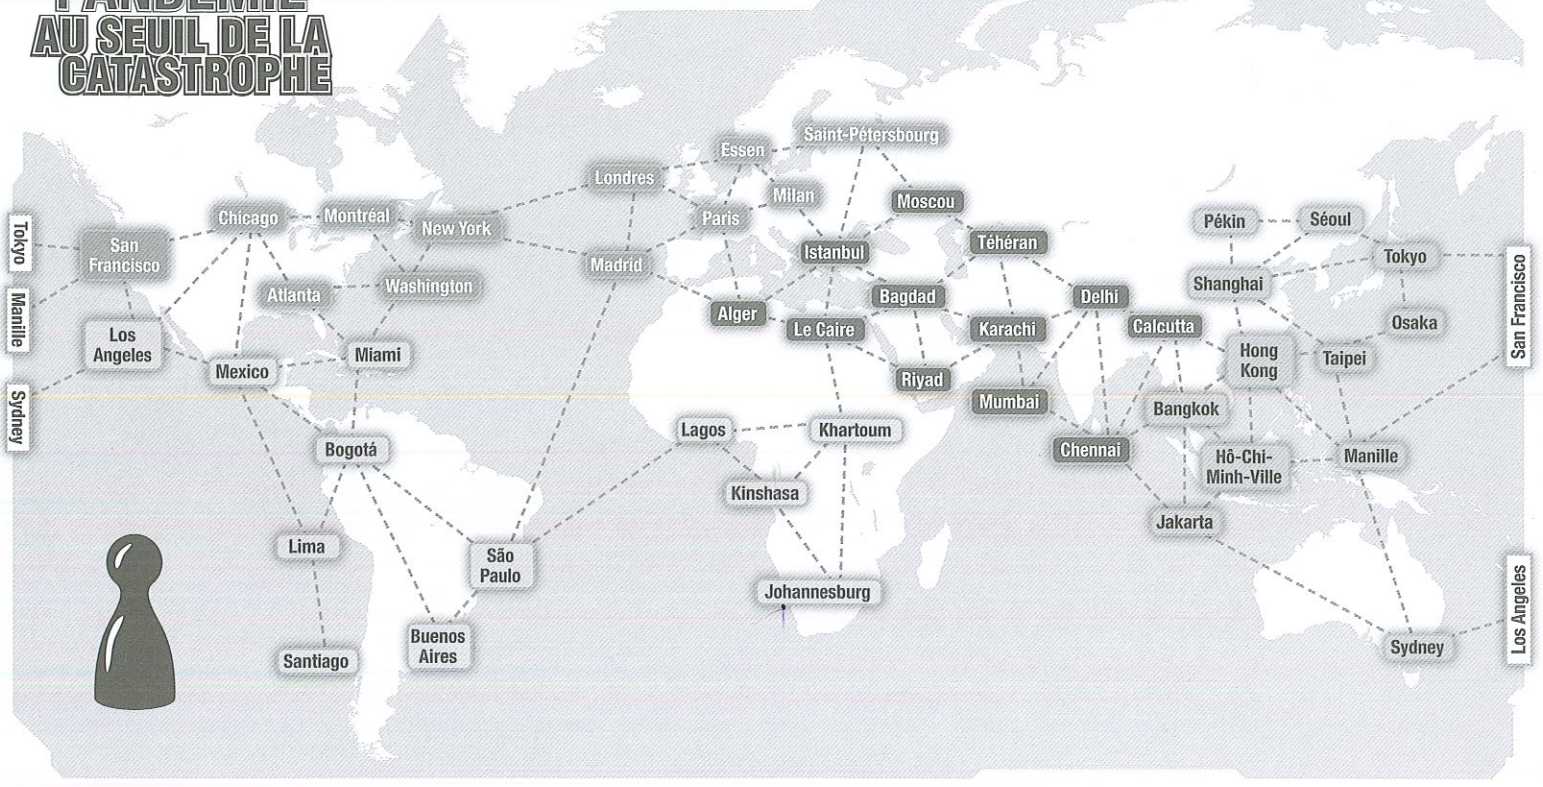 PANDÉMIE
AU SEUIL DE LA
CATASTROPHE
Saint-Pétersbourg
Essen
Londres
Milan
Moscou
Chicago
Montréal
New York
Paris
Pékin
Séoul
Tokyo
San
Francisco
Istanbul
Téhéran
Tokyo
Madrid
Shanghai
Atlanta
Washington
Bagdad
Delhi
Manille
Alger
Le Caire
Karachi
Calcutta
Osaka
San Francisco
Los
Angeles
Miami
Hong
Kong
Taipei
Mexico
Riyad
Mumbai
Bangkok
Sydney
Lagos
Khartoum
Bogotá
Chennai
Hô-Chi-
Minh-Ville
Manille
Kinshasa
Jakarta
Lima
São
Paulo
Johannesburg
Los Angeles
Buenos
Aires
Santiago
Sydney